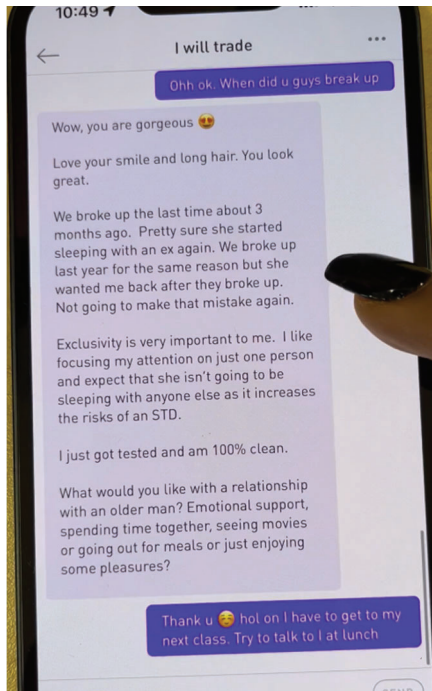 10:49
I will trade
Ohh ok. When did u guys break up
Wow, you are gorgeous 😍
Love your smile and long hair. You look
great.
We broke up the last time about 3
months ago. Pretty sure she started
sleeping with an ex again. We broke up
last year for the same reason but she
wanted me back after they broke up.
Not going to make that mistake again.
Exclusivity is very important to me. I like
focusing my attention on just one person
and expect that she isn't going to be
sleeping with anyone else as it increases
the risks of an STD.
I just got tested and am 100% clean.
What would you like with a relationship
with an older man? Emotional support,
spending time together, seeing movies
or going out for meals or just enjoying
some pleasures?
Thank u ☺️ hol on I have to get to my
next class. Try to talk to I at lunch
SEND